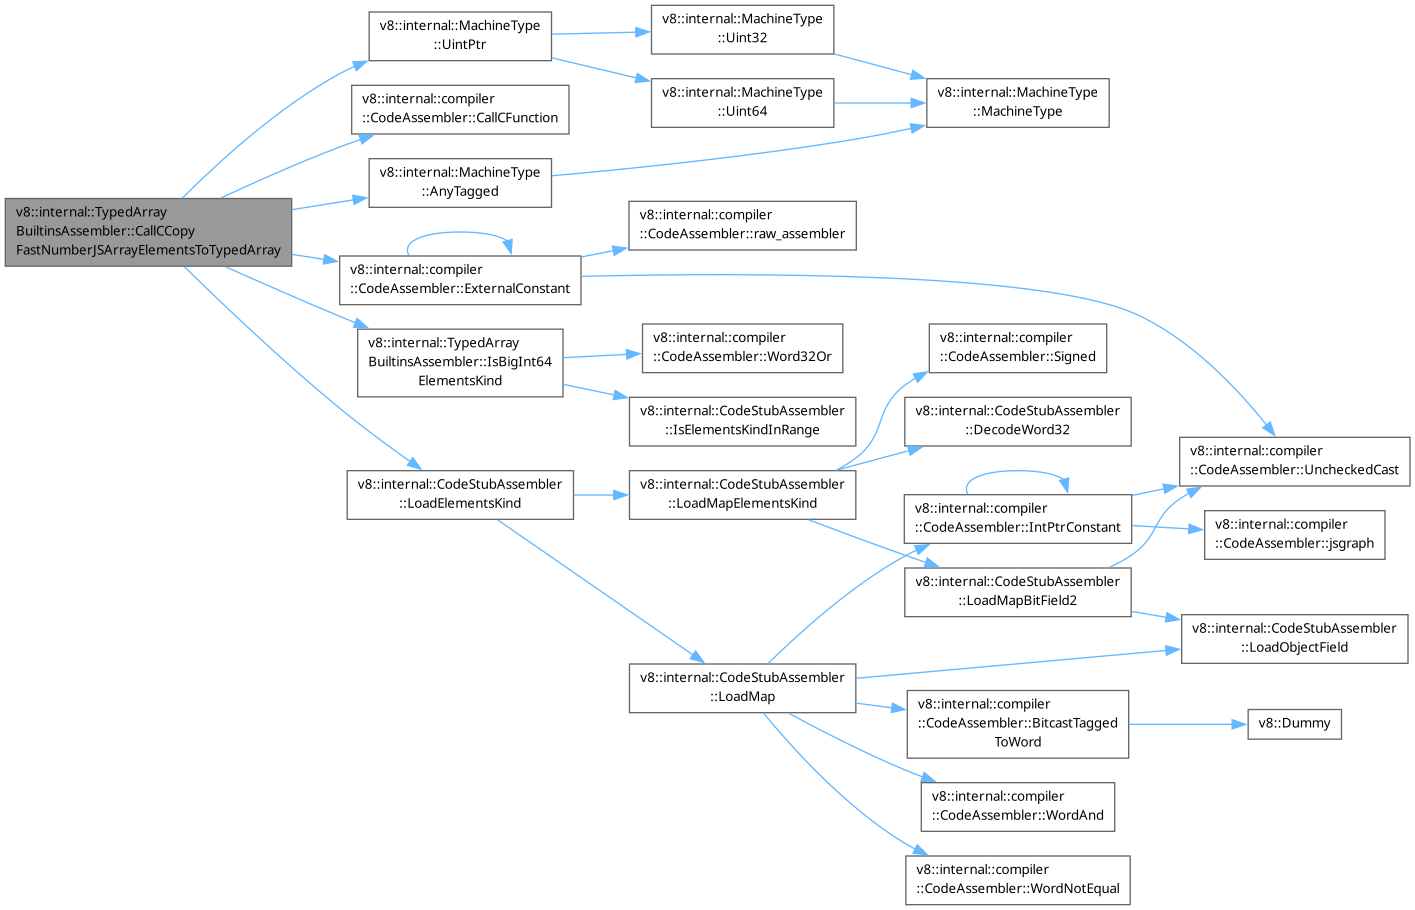 v8::internal::TypedArray
BuiltinsAssembler::CallCCopy
FastNumberJSArrayElementsToTypedArray
v8::internal::MachineType
::UintPtr
v8::internal::compiler
::CodeAssembler::CallCFunction
v8::internal::MachineType
::AnyTagged
v8::internal::compiler
::CodeAssembler::ExternalConstant
v8::internal::TypedArray
BuiltinsAssembler::IsBigInt64
ElementsKind
v8::internal::CodeStubAssembler
::LoadElementsKind
v8::internal::MachineType
::Uint32
v8::internal::MachineType
::Uint64
v8::internal::compiler
::CodeAssembler::raw_assembler
v8::internal::compiler
::CodeAssembler::Word32Or
v8::internal::CodeStubAssembler
::IsElementsKindInRange
v8::internal::CodeStubAssembler
::LoadMapElementsKind
v8::internal::CodeStubAssembler
::LoadMap
v8::internal::MachineType
::MachineType
v8::internal::compiler
::CodeAssembler::Signed
v8::internal::CodeStubAssembler
::DecodeWord32
v8::internal::compiler
::CodeAssembler::IntPtrConstant
v8::internal::CodeStubAssembler
::LoadMapBitField2
v8::internal::compiler
::CodeAssembler::BitcastTagged
ToWord
v8::internal::compiler
::CodeAssembler::WordAnd
v8::internal::compiler
::CodeAssembler::WordNotEqual
v8::internal::compiler
::CodeAssembler::UncheckedCast
v8::internal::compiler
::CodeAssembler::jsgraph
v8::internal::CodeStubAssembler
::LoadObjectField
v8::Dummy